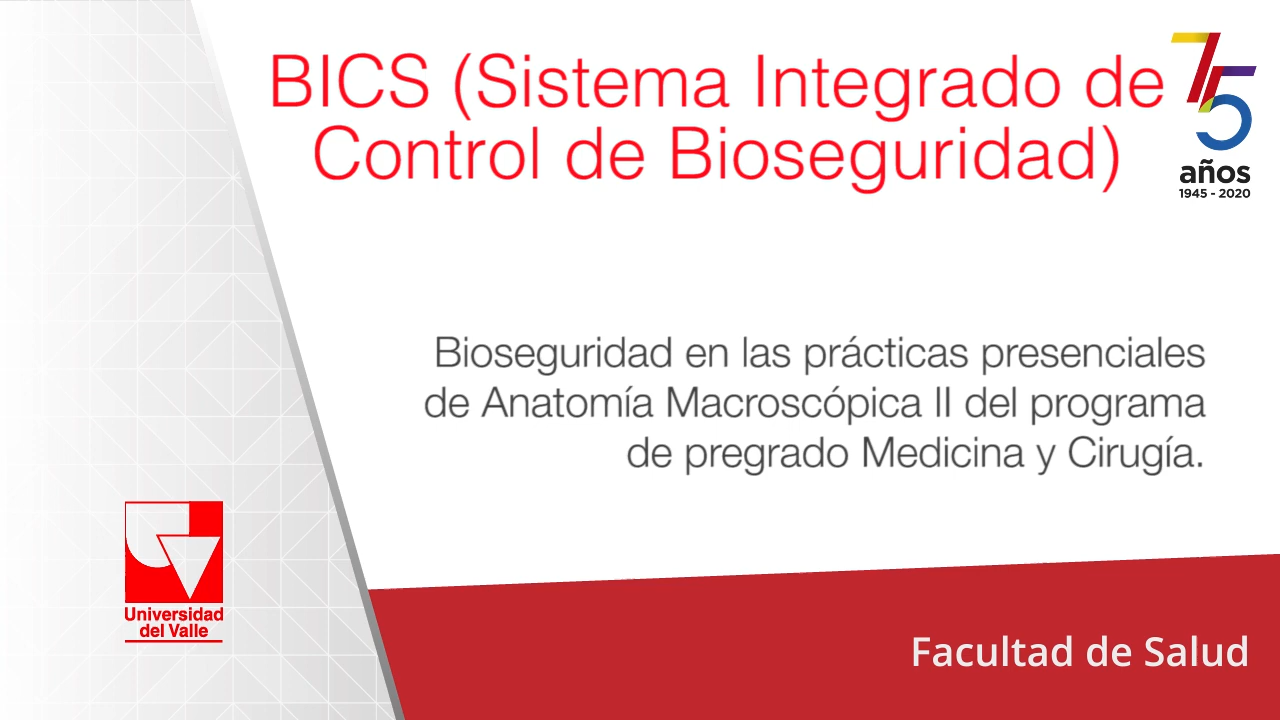 BICS (Sistema Integrado de
Control de Bioseguridad)
75
años
1945 - 2020
Bioseguridad en las prácticas presenciales
de Anatomía Macroscópica II del programa
de pregrado Medicina y Cirugía.
Universidad
del Valle
Facultad de Salud